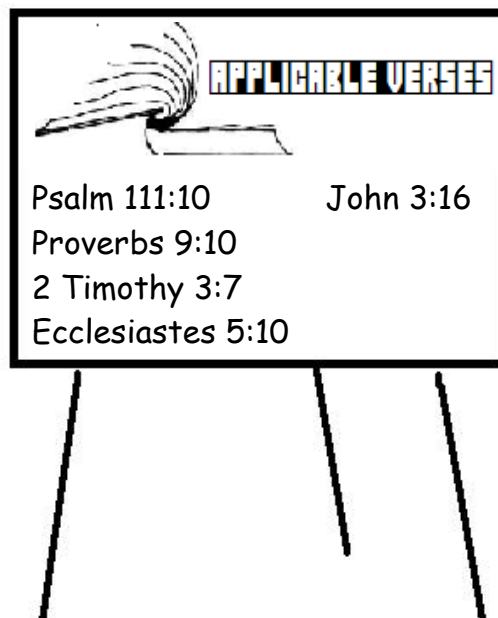 APPLICABLE VERSES
Psalm 111:10 John 3:16
Proverbs 9:10
2 Timothy 3:7
Ecclesiastes 5:10